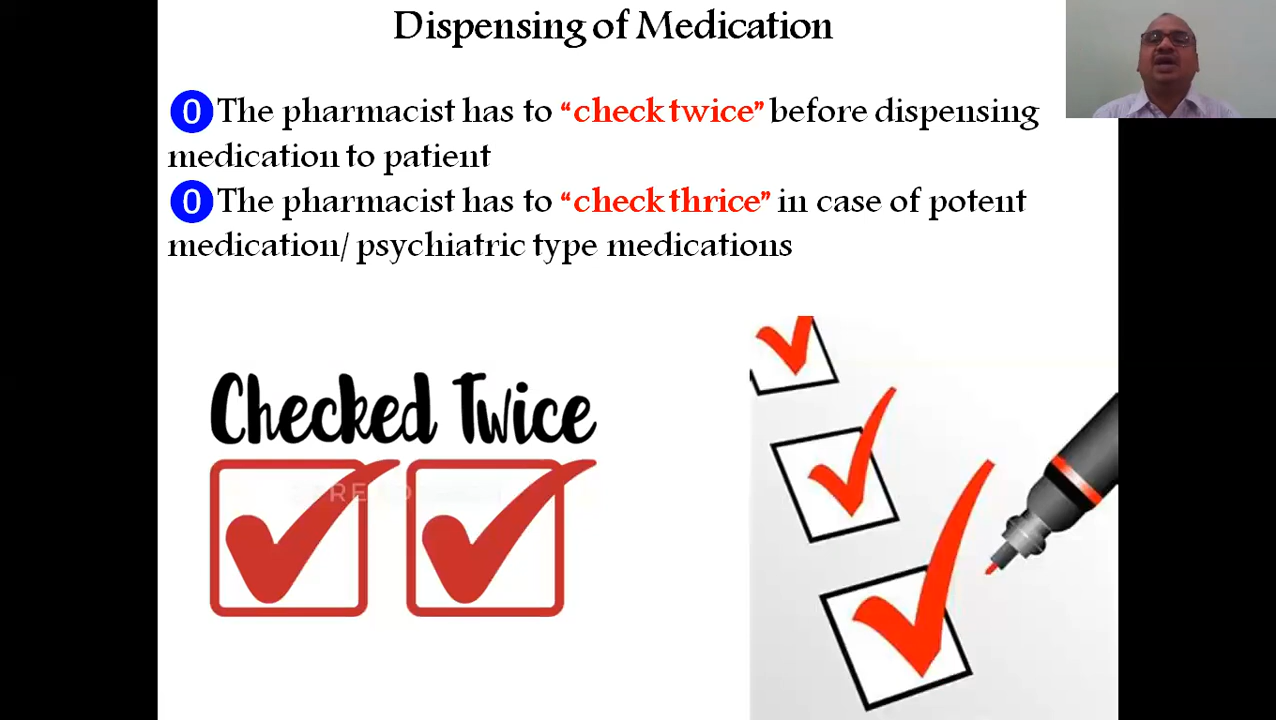 Dispensing of Medication
0 The pharmacist has to “check twice” before dispensing
medication to patient
0 The pharmacist has to “check thrice” in case of potent
medication/ psychiatric type medications
Checked Twice